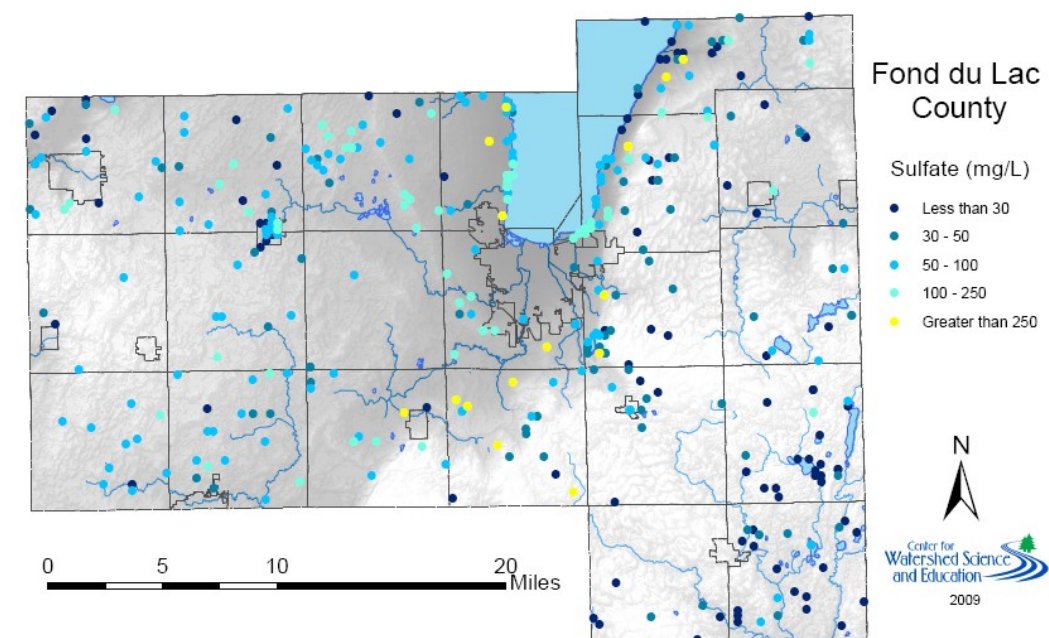 Fond du Lac
County
Sulfate (mg/L)
Less than 30
30 - 50
50 - 100
100 - 250
Greater than 250
N
0 5 10 20 Miles
Center for
Watershed Science
and Education
2009